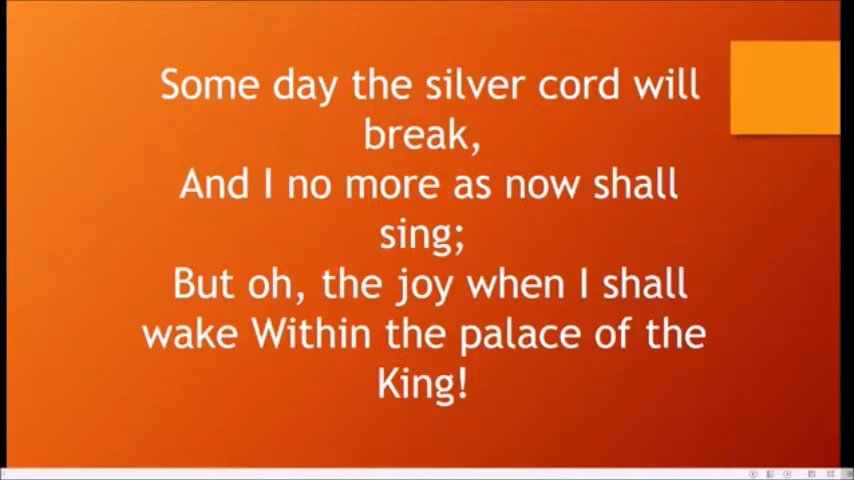 Some day the silver cord will
break,
And I no more as now shall
sing;
But oh, the joy when I shall
wake Within the palace of the
King!